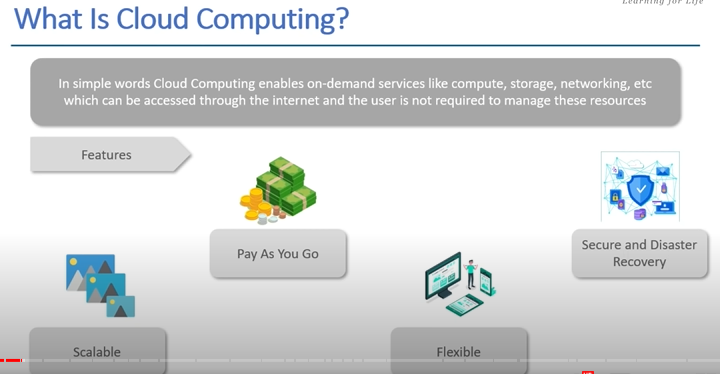 Learning for Life
What Is Cloud Computing?
In simple words Cloud Computing enables on-demand services like compute, storage, networking, etc
which can be accessed through the internet and the user is not required to manage these resources
Features
Pay As You Go
Secure and Disaster
Recovery
Scalable
Flexible